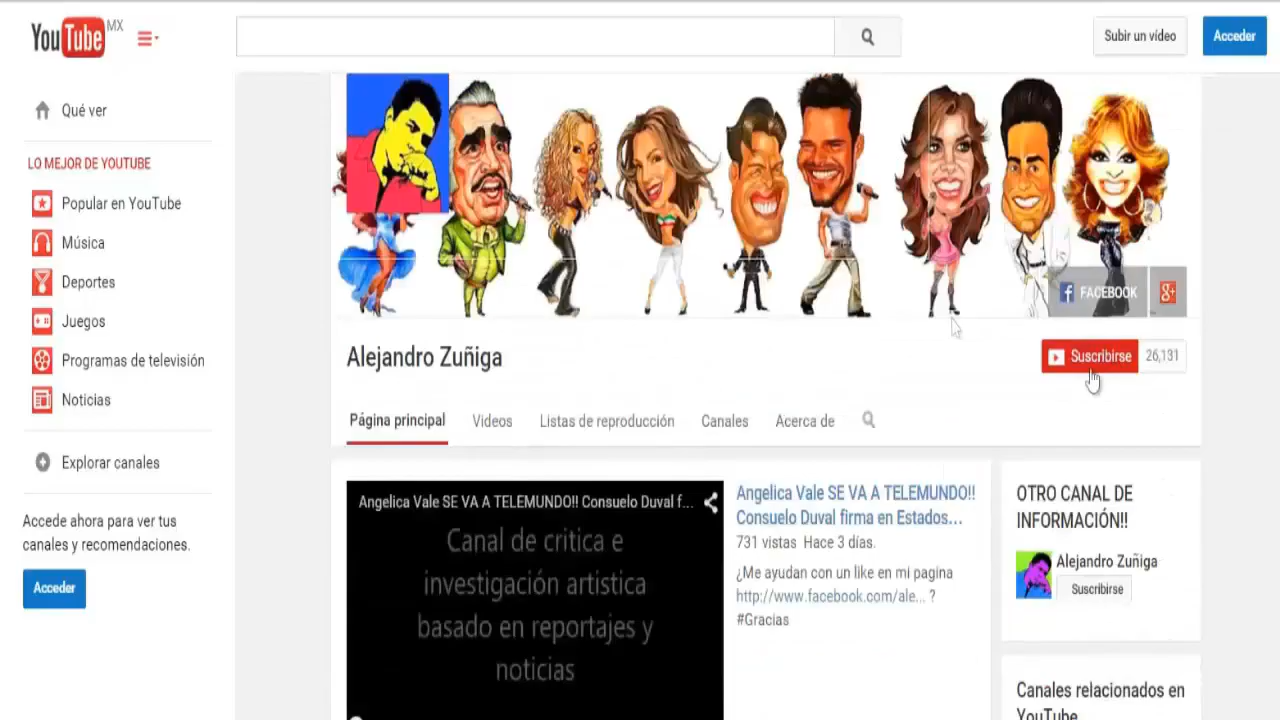 YouTube MX
Subir un vídeo
Acceder
Qué ver
LO MEJOR DE YOUTUBE
Popular en YouTube
Música
Deportes
Juegos
Programas de televisión
Noticias
Explorar canales
Accede ahora para ver tus
canales y recomendaciones.
Acceder
FACEBOOK
g+
Alejandro Zuñiga
Suscribirse 26,131
Página principal Videos Listas de reproducción Canales Acerca de
Angelica Vale SE VA A TELEMUNDO!! Consuelo Duval f...
Canal de critica e
investigación artistica
basado en reportajes y
noticias
Angelica Vale SE VA A TELEMUNDO!!
Consuelo Duval firma en Estados...
731 vistas Hace 3 días.
¿Me ayudan con un like en mi pagina
http://www.facebook.com/ale... ?
#Gracias
OTRO CANAL DE
INFORMACIÓN!!
Alejandro Zuñiga
Suscribirse
Canales relacionados en
YouTube